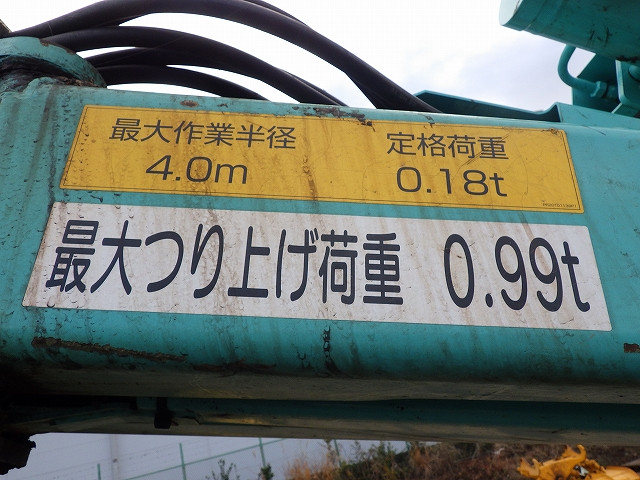 最大作業半径 定格荷重
4.0m 0.18t
最大つり上げ荷重 0.99t